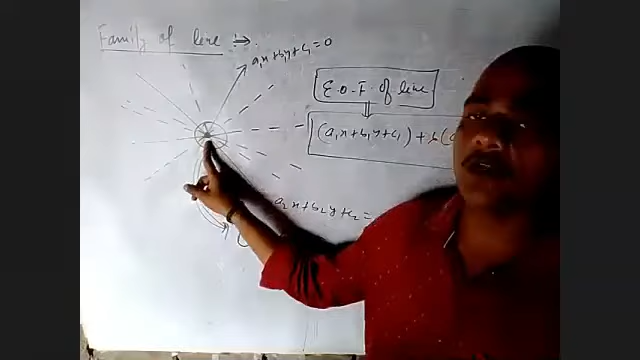 Family of line ⇒
a₁x+b₁y+c₁=0
E.O.F. of line
(a₁x+b₁y+c₁)+
a₂x+b₂y+c₂=